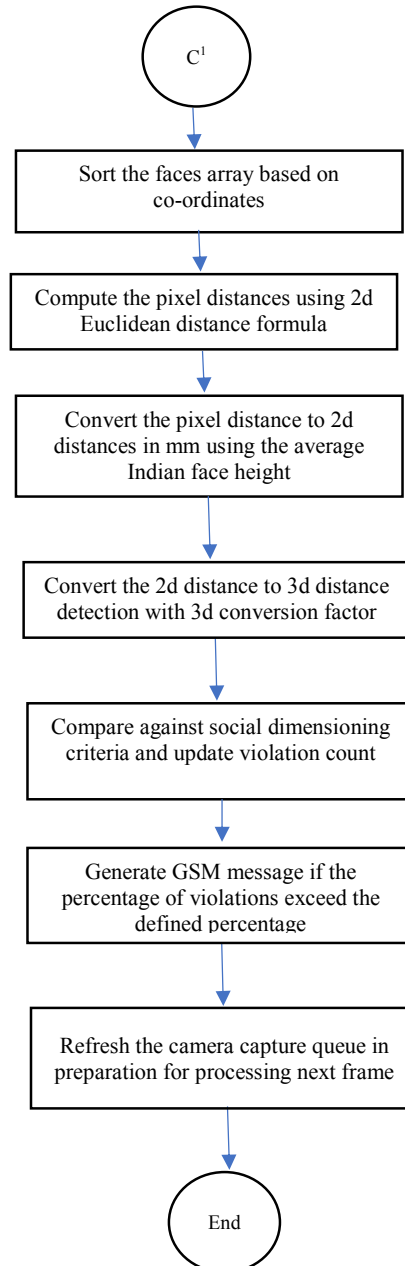 C¹
Sort the faces array based on
co-ordinates
Compute the pixel distances using 2d
Euclidean distance formula
Convert the pixel distance to 2d
distances in mm using the average
Indian face height
Convert the 2d distance to 3d distance
detection with 3d conversion factor
Compare against social dimensioning
criteria and update violation count
Generate GSM message if the
percentage of violations exceed the
defined percentage
Refresh the camera capture queue in
preparation for processing next frame
End